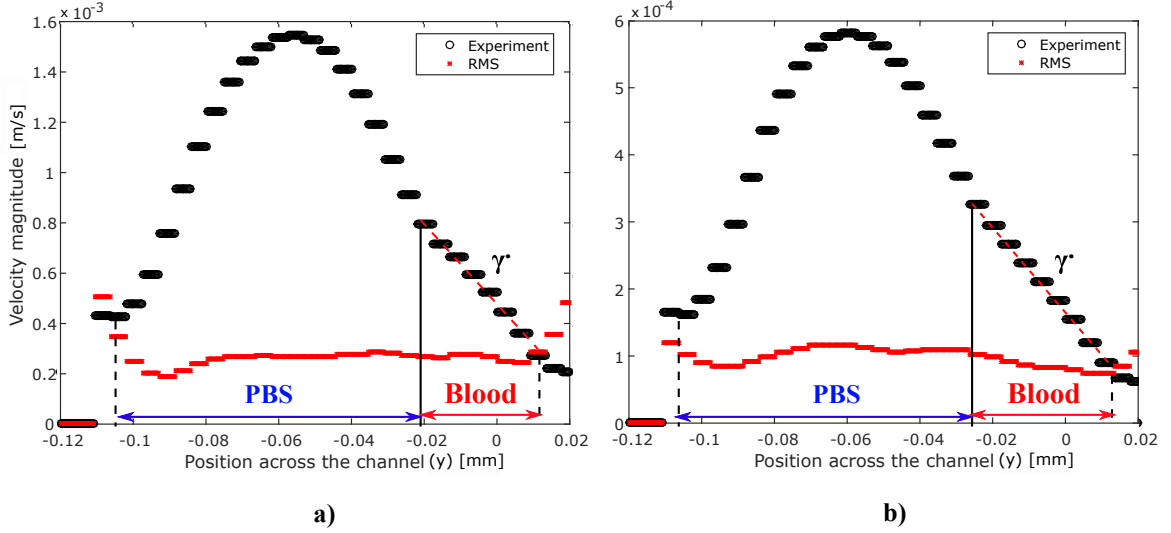 × 10^-3
1.6
1.4
1.2
1
0.8
0.6
0.4
0.2
0
Velocity magnitude [m/s]
Experiment
RMS
γ·
PBS
Blood
-0.12 -0.1 -0.08 -0.06 -0.04 -0.02 0 0.02
Position across the channel (y) [mm]
a)
×10^-4
6
5
4
3
2
1
0
Experiment
RMS
γ·
PBS
Blood
-0.12 -0.1 -0.08 -0.06 -0.04 -0.02 0 0.02
Position across the channel (y) [mm]
b)